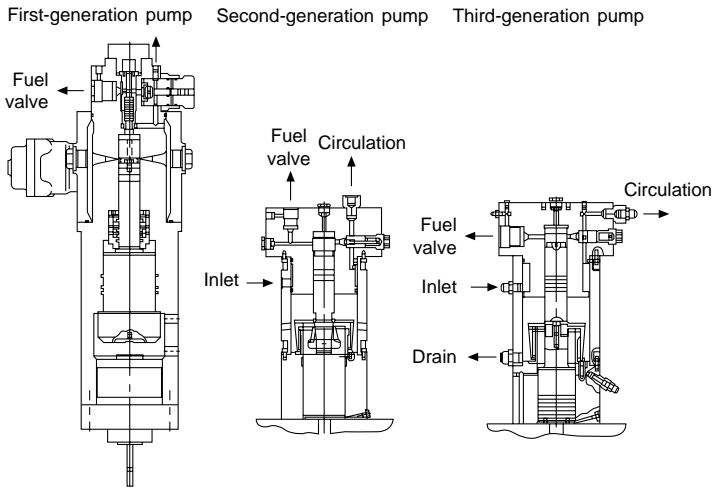 First-generation pump
Second-generation pump
Third-generation pump
Fuel
valve
Fuel
valve
Circulation
Inlet
Circulation
Fuel
valve
Inlet
Drain